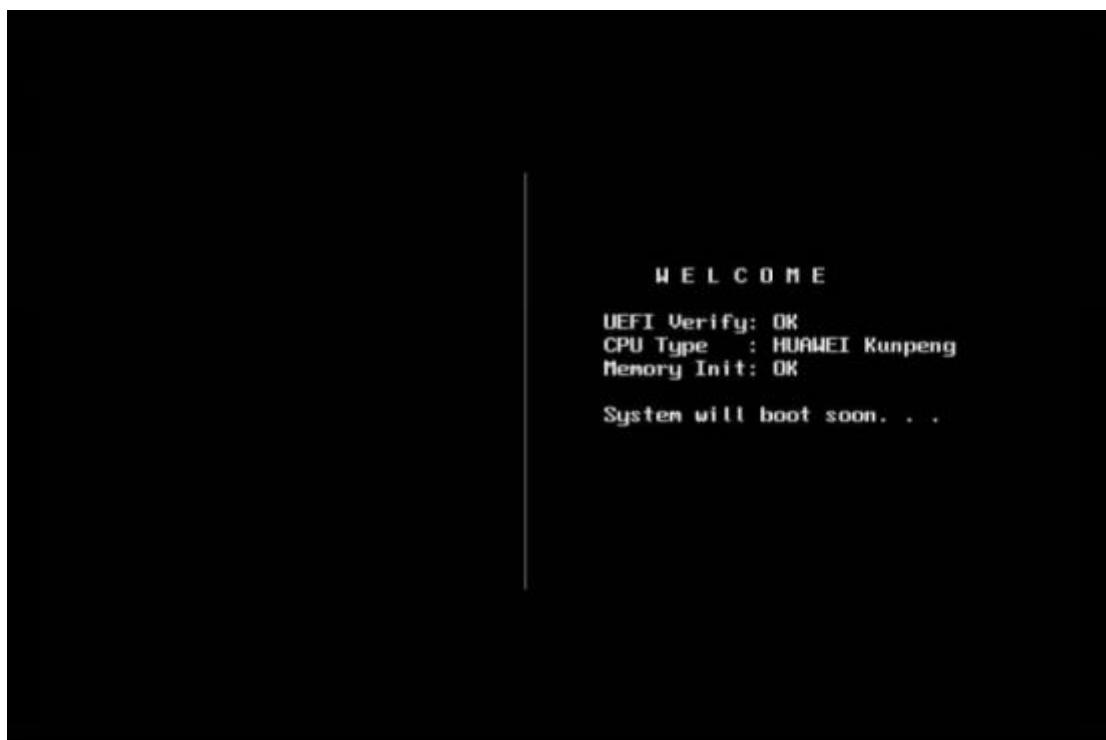 W E L C O M E
UEFI Verify: OK
CPU Type   : HUAWEI Kunpeng
Memory Init: OK
System will boot soon. . .